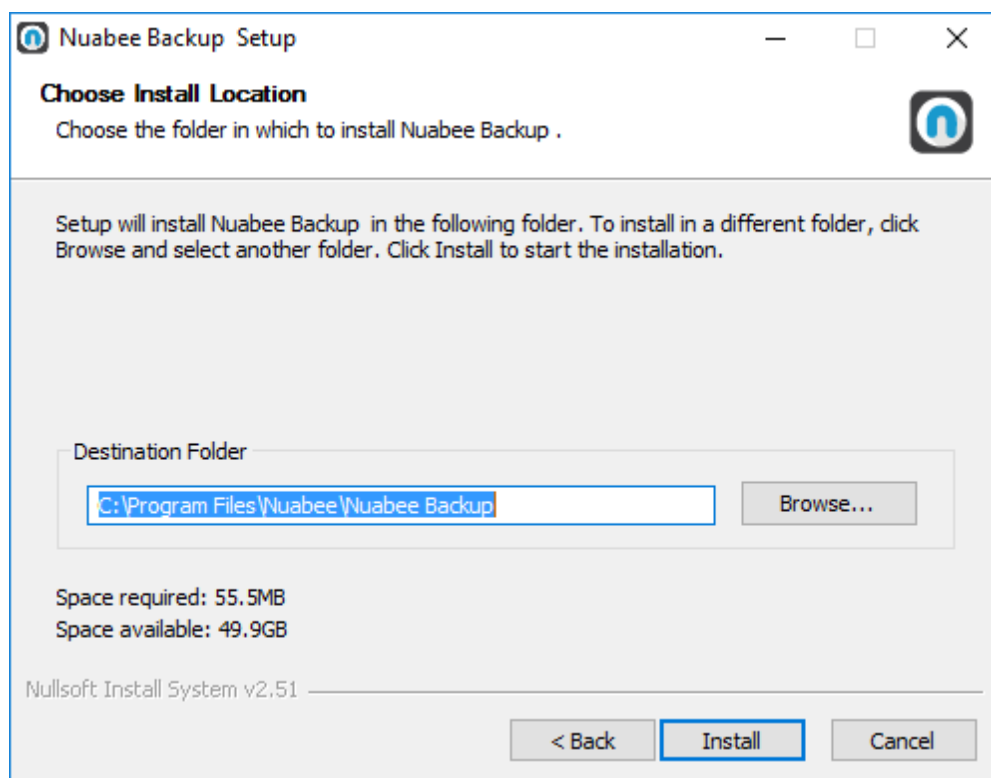 Nuabee Backup  Setup
Choose Install Location
Choose the folder in which to install Nuabee Backup .
Setup will install Nuabee Backup  in the following folder. To install in a different folder, click
Browse and select another folder. Click Install to start the installation.
Destination Folder
C:\Program Files\Nuabee\Nuabee Backup
Browse...
Space required: 55.5MB
Space available: 49.9GB
Nullsoft Install System v2.51
< Back
Install
Cancel